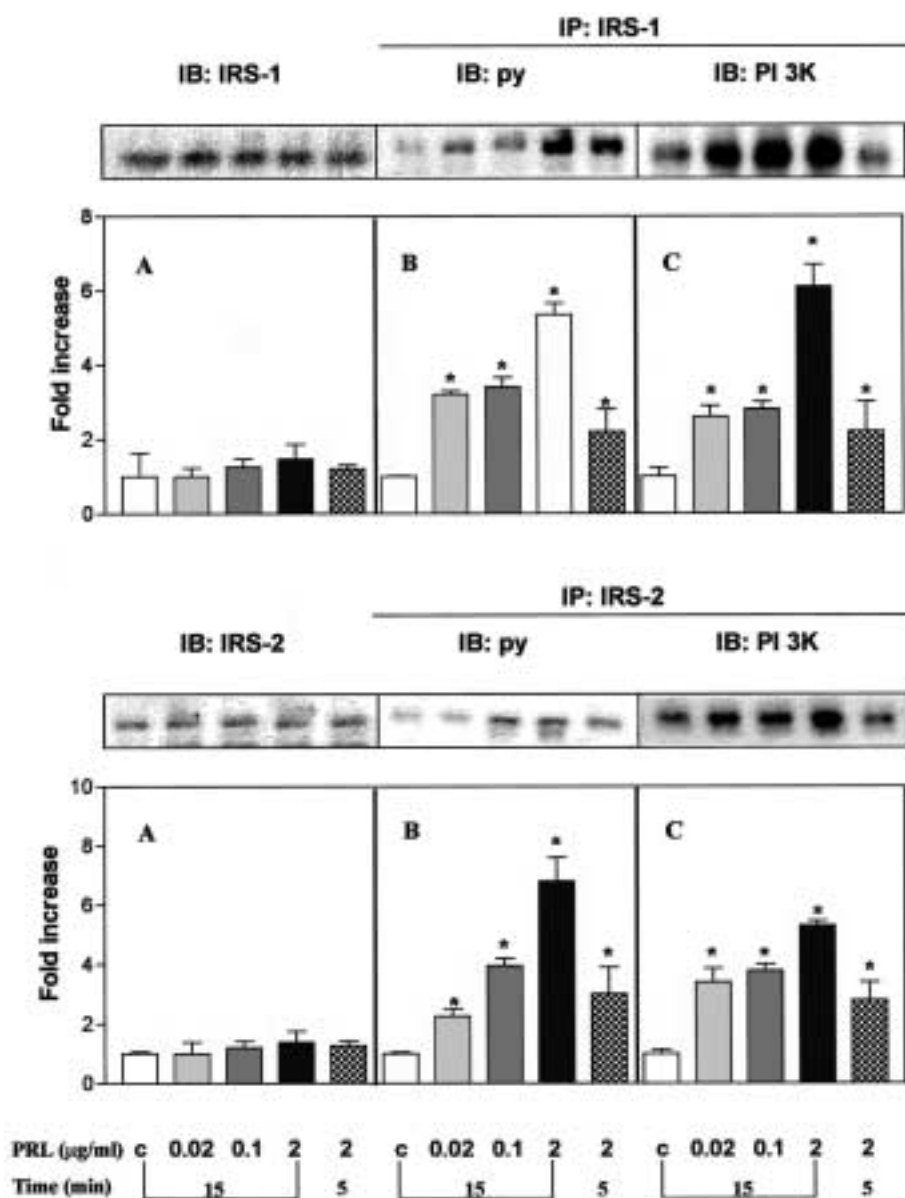 IP: IRS-1
IB: IRS-1 IB: py IB: PI 3K
8
6
4
2
0
Fold increase
A B C
* * * *
* * * *
IP: IRS-2
IB: IRS-2 IB: py IB: PI 3K
10
8
6
4
2
0
Fold increase
A B C
* * * *
* * * *
PRL (μg/ml) c 0.02 0.1 2 2 c 0.02 0.1 2 2 c 0.02 0.1 2 2
Time (min) 15 5 15 5 15 5